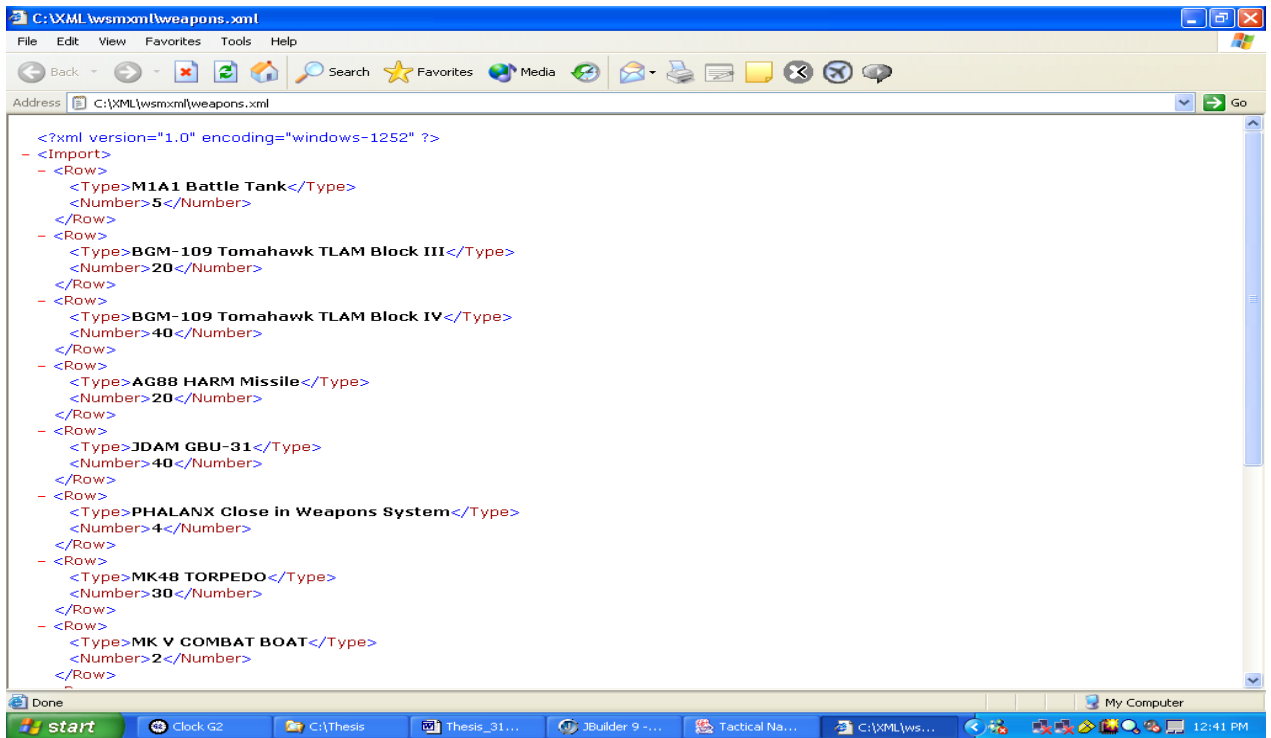 C:\XML\wsmxml\weapons.xml
File Edit View Favorites Tools Help
Back Search Favorites Media
Address C:\XML\wsmxml\weapons.xml Go
<?xml version="1.0" encoding="windows-1252" ?>
- <Import>
- <Row>
<Type>M1A1 Battle Tank</Type>
<Number>5</Number>
</Row>
- <Row>
<Type>BGM-109 Tomahawk TLAM Block III</Type>
<Number>20</Number>
</Row>
- <Row>
<Type>BGM-109 Tomahawk TLAM Block IV</Type>
<Number>40</Number>
</Row>
- <Row>
<Type>AG88 HARM Missile</Type>
<Number>20</Number>
</Row>
- <Row>
<Type>JDAM GBU-31</Type>
<Number>40</Number>
</Row>
- <Row>
<Type>PHALANX Close in Weapons System</Type>
<Number>4</Number>
</Row>
- <Row>
<Type>MK48 TORPEDO</Type>
<Number>30</Number>
</Row>
- <Row>
<Type>MK V COMBAT BOAT</Type>
<Number>2</Number>
</Row>
Done My Computer
start Clock G2 C:\Thesis Thesis_31... JBuilder 9 -... Tactical Na... C:\XML\ws... 12:41 PM